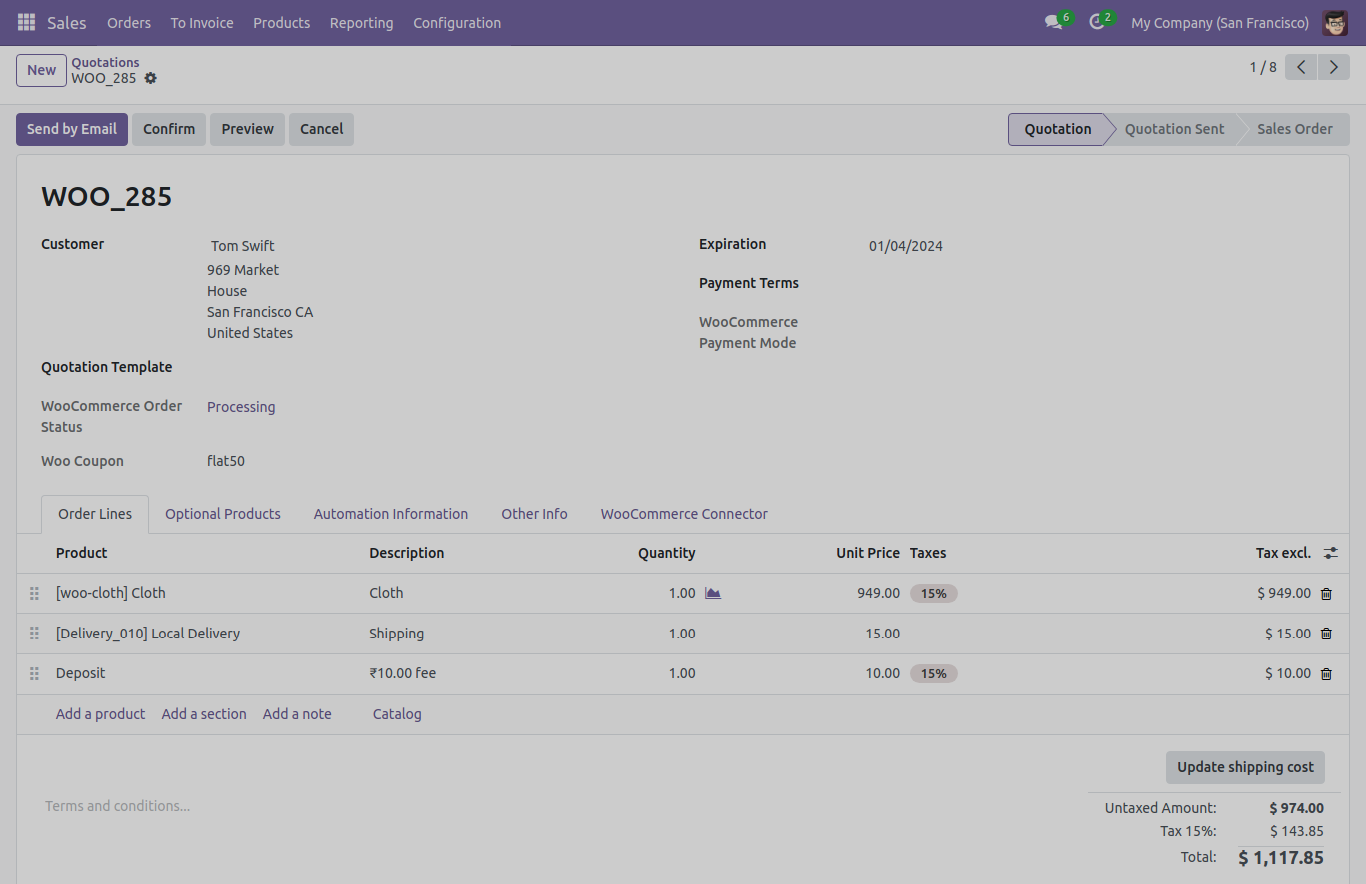 Sales Orders To Invoice Products Reporting Configuration 6 2 My Company (San Francisco)
New Quotations 1 / 8
WOO_285
Send by Email Confirm Preview Cancel Quotation Quotation Sent Sales Order
WOO_285
Customer Tom Swift Expiration 01/04/2024
969 Market
House Payment Terms
San Francisco CA
United States
WooCommerce
Payment Mode
Quotation Template
WooCommerce Order Processing
Status
Woo Coupon flat50
Order Lines Optional Products Automation Information Other Info WooCommerce Connector
Product Description Quantity Unit Price Taxes Tax excl.
[woo-cloth] Cloth Cloth 1.00 949.00 15% $ 949.00
[Delivery_010] Local Delivery Shipping 1.00 15.00 $ 15.00
Deposit ₹10.00 fee 1.00 10.00 15% $ 10.00
Add a product Add a section Add a note Catalog
Update shipping cost
Terms and conditions...
Untaxed Amount: $ 974.00
Tax 15%: $ 143.85
Total: $ 1,117.85